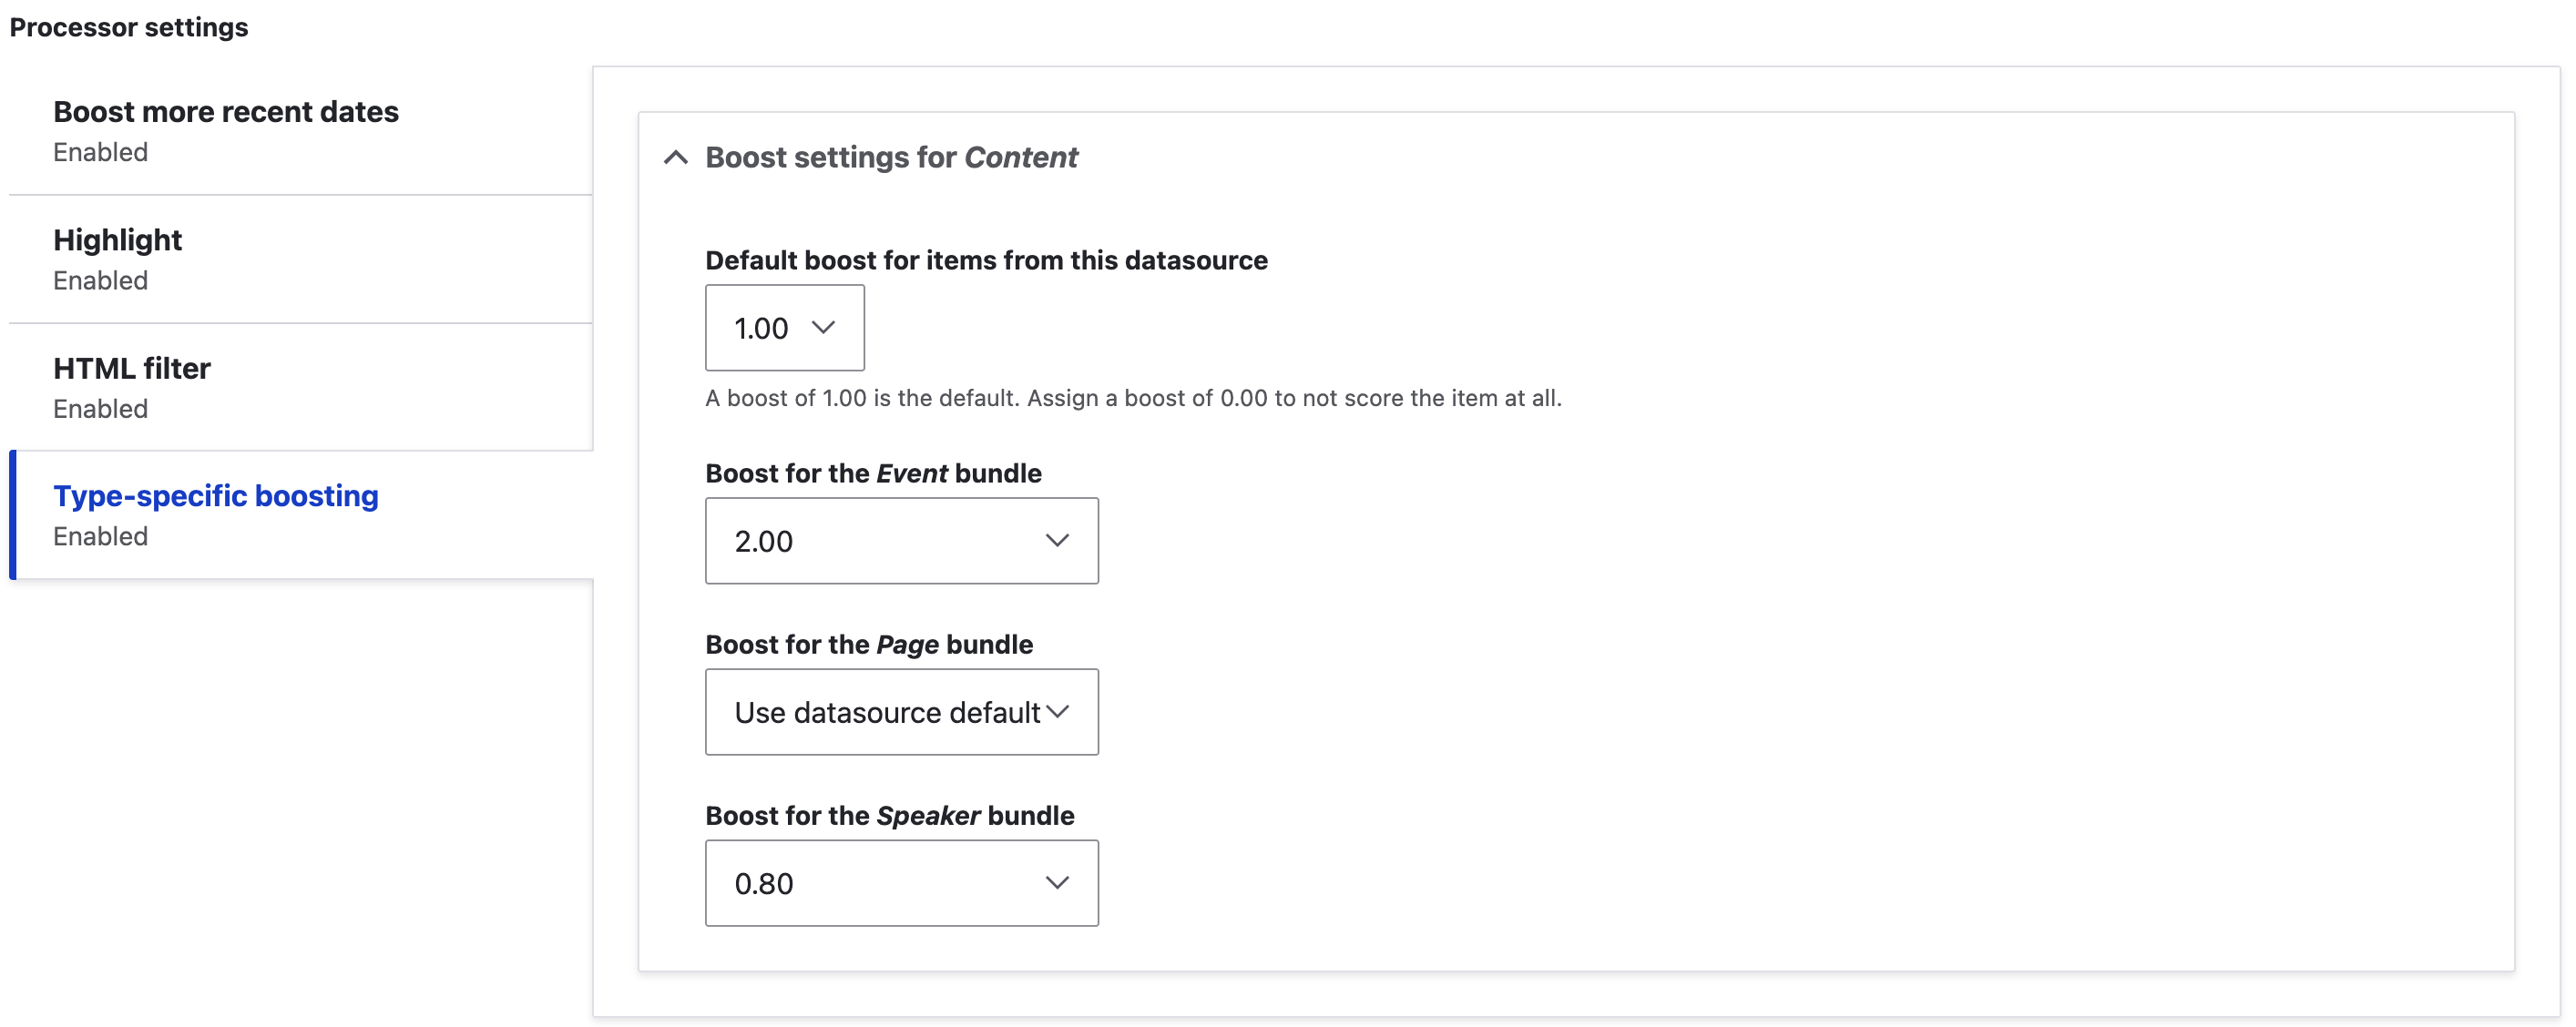 Processor settings
Boost more recent dates
Enabled
Highlight
Enabled
HTML filter
Enabled
Type-specific boosting
Enabled
Boost settings for Content
Default boost for items from this datasource
1.00
A boost of 1.00 is the default. Assign a boost of 0.00 to not score the item at all.
Boost for the Event bundle
2.00
Boost for the Page bundle
Use datasource default
Boost for the Speaker bundle
0.80